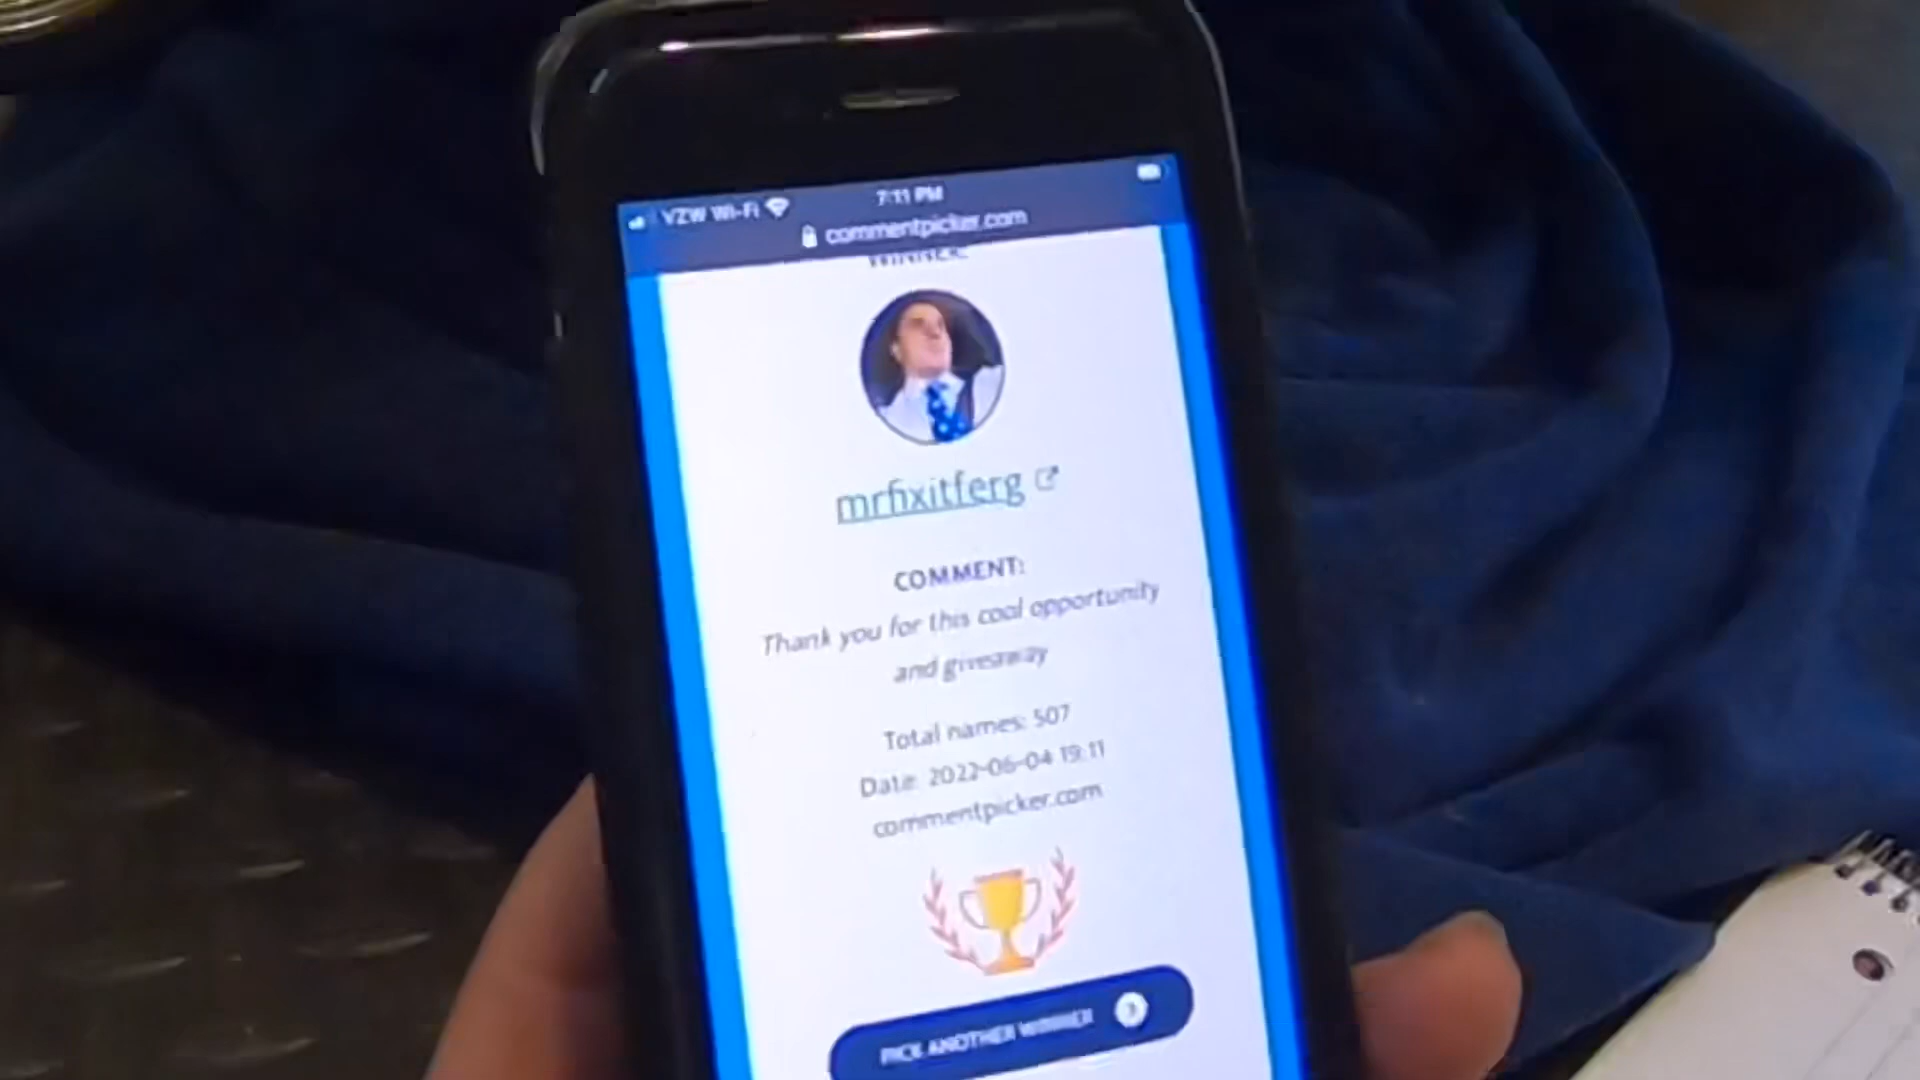 VZW Wi-Fi 7:11 PM
commentpicker.com
WINNER:
mrfixitferg
COMMENT:
Thank you for this cool opportunity
and giveaway
Total names: 507
Date: 2022-06-04 19:11
commentpicker.com
PICK ANOTHER WINNER